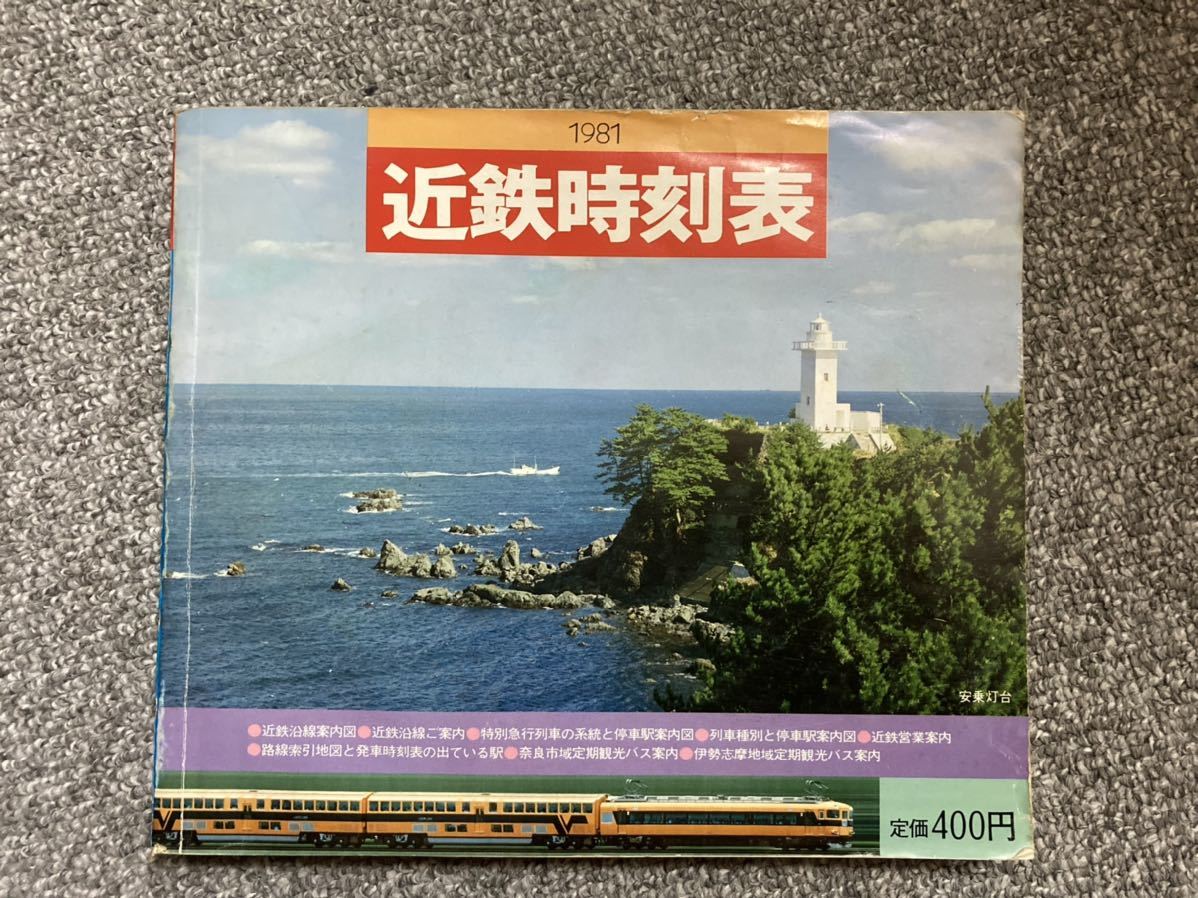 1981
近鉄時刻表
安乗灯台
●近鉄沿線案内図●近鉄沿線ご案内●特別急行列車の系統と停車駅案内図●列車種別と停車駅案内図●近鉄営業案内
●路線索引地図と発車時刻表の出ている駅●奈良市域定期観光バス案内●伊勢志摩地域定期観光バス案内
定価400円